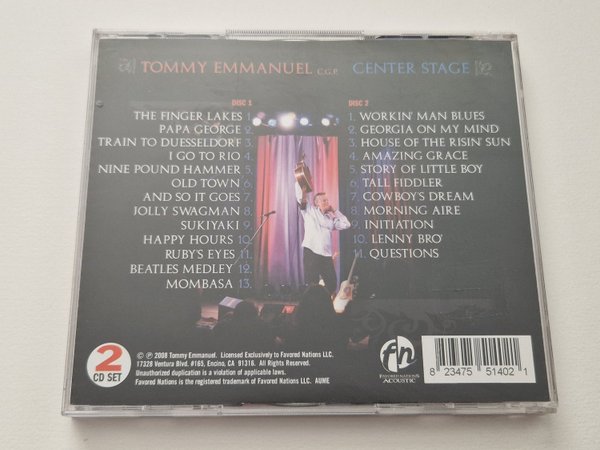 TOMMY EMMANUEL C.G.P. CENTER STAGE
DISC 1
THE FINGER LAKES 1.
PAPA GEORGE 2.
TRAIN TO DUESSELDORF 3.
I GO TO RIO 4.
NINE POUND HAMMER 5.
OLD TOWN 6.
AND SO IT GOES 7.
JOLLY SWAGMAN 8.
SUKIYAKI 9.
HAPPY HOURS 10.
RUBY'S EYES 11.
BEATLES MEDLEY 12.
MOMBASA 13.
DISC 2
1. WORKIN' MAN BLUES
2. GEORGIA ON MY MIND
3. HOUSE OF THE RISIN' SUN
4. AMAZING GRACE
5. STORY OF LITTLE BOY
6. TALL FIDDLER
7. COWBOY'S DREAM
8. MORNING AIRE
9. INITIATION
10. LENNY BRO'
11. QUESTIONS
2
CD SET
© ℗ 2008 Tommy Emmanuel. Licensed Exclusively to Favored Nations LLC.
17328 Ventura Blvd. #165, Encino, CA 91316. All Rights Reserved.
Unauthorized duplication is a violation of applicable laws.
Favored Nations is the registered trademark of Favored Nations LLC. AUME
fn
FAVORED NATIONS
ACOUSTIC
8 23475 51402 1